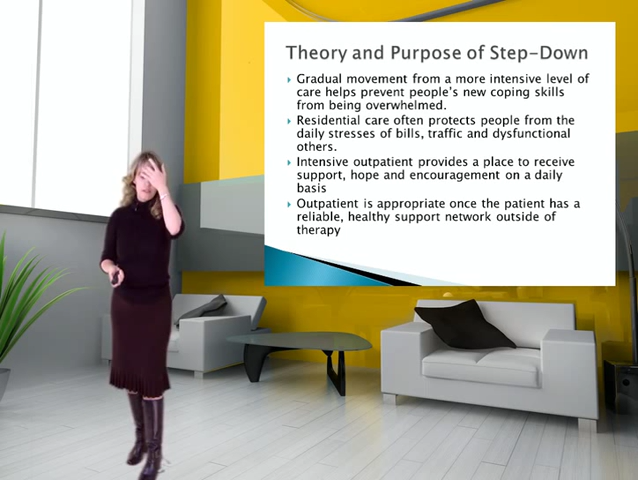 Theory and Purpose of Step-Down
Gradual movement from a more intensive level of
care helps prevent people's new coping skills
from being overwhelmed.
Residential care often protects people from the
daily stresses of bills, traffic and dysfunctional
others.
Intensive outpatient provides a place to receive
support, hope and encouragement on a daily
basis
Outpatient is appropriate once the patient has a
reliable, healthy support network outside of
therapy